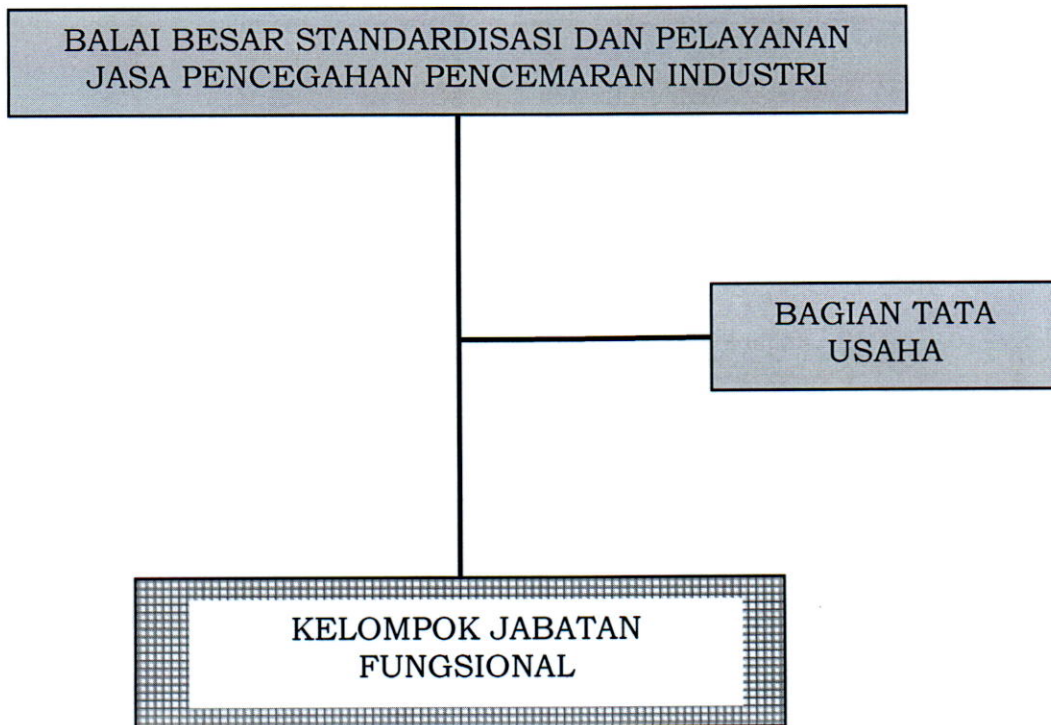 BALAI BESAR STANDARDISASI DAN PELAYANAN
JASA PENCEGAHAN PENCEMARAN INDUSTRI
BAGIAN TATA
USAHA
KELOMPOK JABATAN
FUNGSIONAL